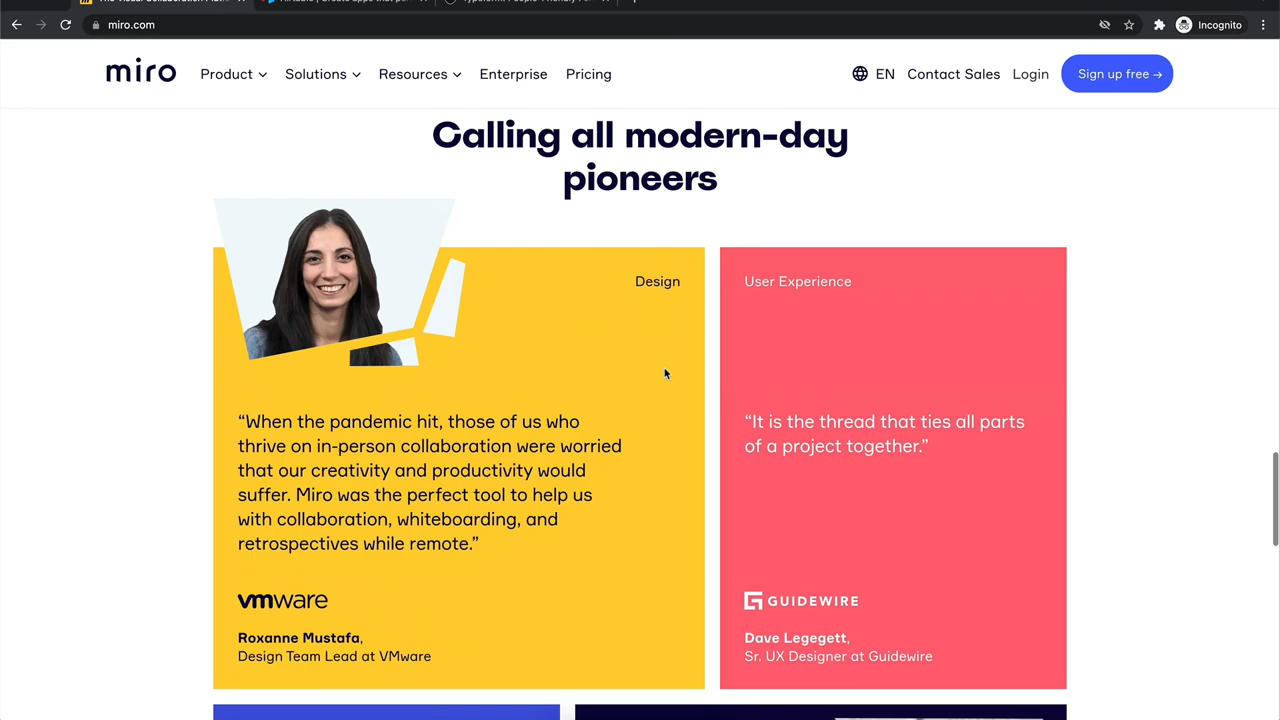 miro.com
Incognito
miro
Product
Solutions
Resources
Enterprise
Pricing
EN
Contact Sales
Login
Sign up free →
Calling all modern-day
pioneers
Design
“When the pandemic hit, those of us who
thrive on in-person collaboration were worried
that our creativity and productivity would
suffer. Miro was the perfect tool to help us
with collaboration, whiteboarding, and
retrospectives while remote.”
vmware
Roxanne Mustafa,
Design Team Lead at VMware
User Experience
“It is the thread that ties all parts
of a project together.”
GUIDEWIRE
Dave Legegett,
Sr. UX Designer at Guidewire